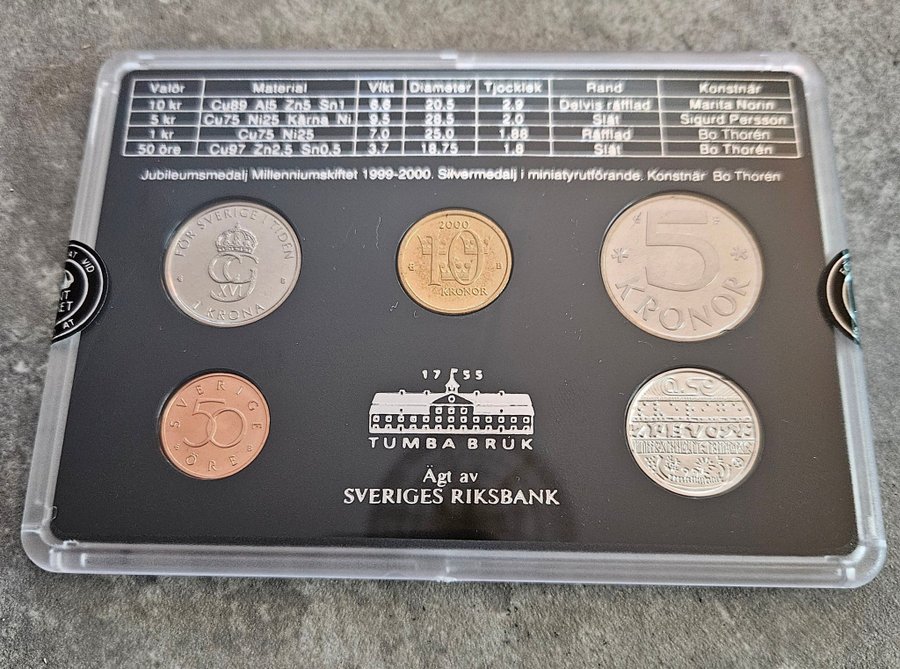 Valör Material Vikt Diameter Tjocklek Rand Konstnär
10 kr Cu89 Al5 Zn5 Sn1 6.6 20.5 2.9 Delvis räfflad Marita Norin
5 kr Cu75 Ni25 Kärna Ni 9.5 28.5 2.0 Slät Sigurd Persson
1 kr Cu75 Ni25 7.0 25.0 1.88 Räfflad Bo Thorén
50 öre Cu97 Zn2.5 Sn0.5 3.7 18.75 1.8 Slät Bo Thorén
Jubileumsmedalj Millenniumskiftet 1999-2000. Silvermedalj i miniatyrutförande. Konstnär Bo Thorén
FÖR SVERIGE I TIDEN
CG
XVI
1 KRONA
2000
10
KRONOR
B
5
KRONOR
AT VID
AT
SVERIGE
50
ÖRE
1755
TUMBA BRUK
Ägt av
SVERIGES RIKSBANK